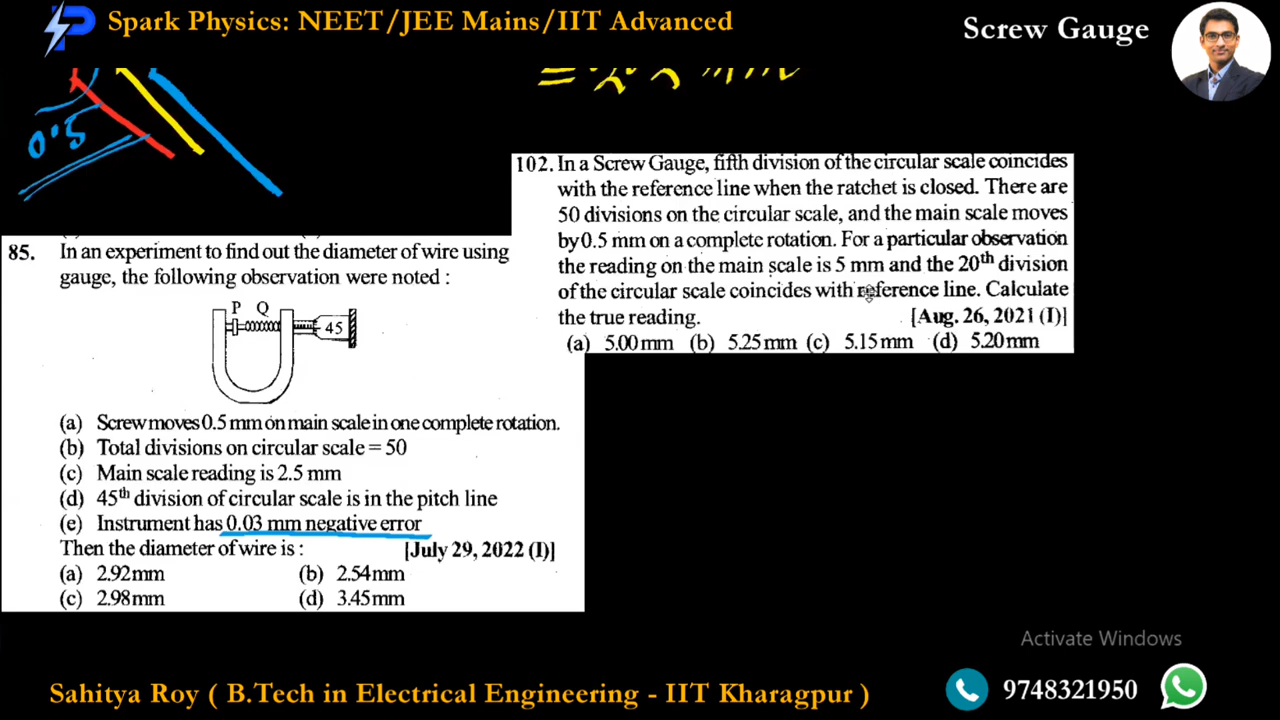 Spark Physics: NEET/JEE Mains/IIT Advanced
Screw Gauge
0.5
102. In a Screw Gauge, fifth division of the circular scale coincides
with the reference line when the ratchet is closed. There are
50 divisions on the circular scale, and the main scale moves
by 0.5 mm on a complete rotation. For a particular observation
the reading on the main scale is 5 mm and the 20th division
of the circular scale coincides with reference line. Calculate
the true reading. [Aug. 26, 2021 (I)]
(a) 5.00 mm (b) 5.25 mm (c) 5.15 mm (d) 5.20 mm
85. In an experiment to find out the diameter of wire using
gauge, the following observation were noted :
P Q
45
(a) Screw moves 0.5 mm on main scale in one complete rotation.
(b) Total divisions on circular scale = 50
(c) Main scale reading is 2.5 mm
(d) 45th division of circular scale is in the pitch line
(e) Instrument has 0.03 mm negative error
Then the diameter of wire is : [July 29, 2022 (I)]
(a) 2.92 mm (b) 2.54 mm
(c) 2.98 mm (d) 3.45 mm
Activate Windows
Sahitya Roy ( B.Tech in Electrical Engineering - IIT Kharagpur )
9748321950